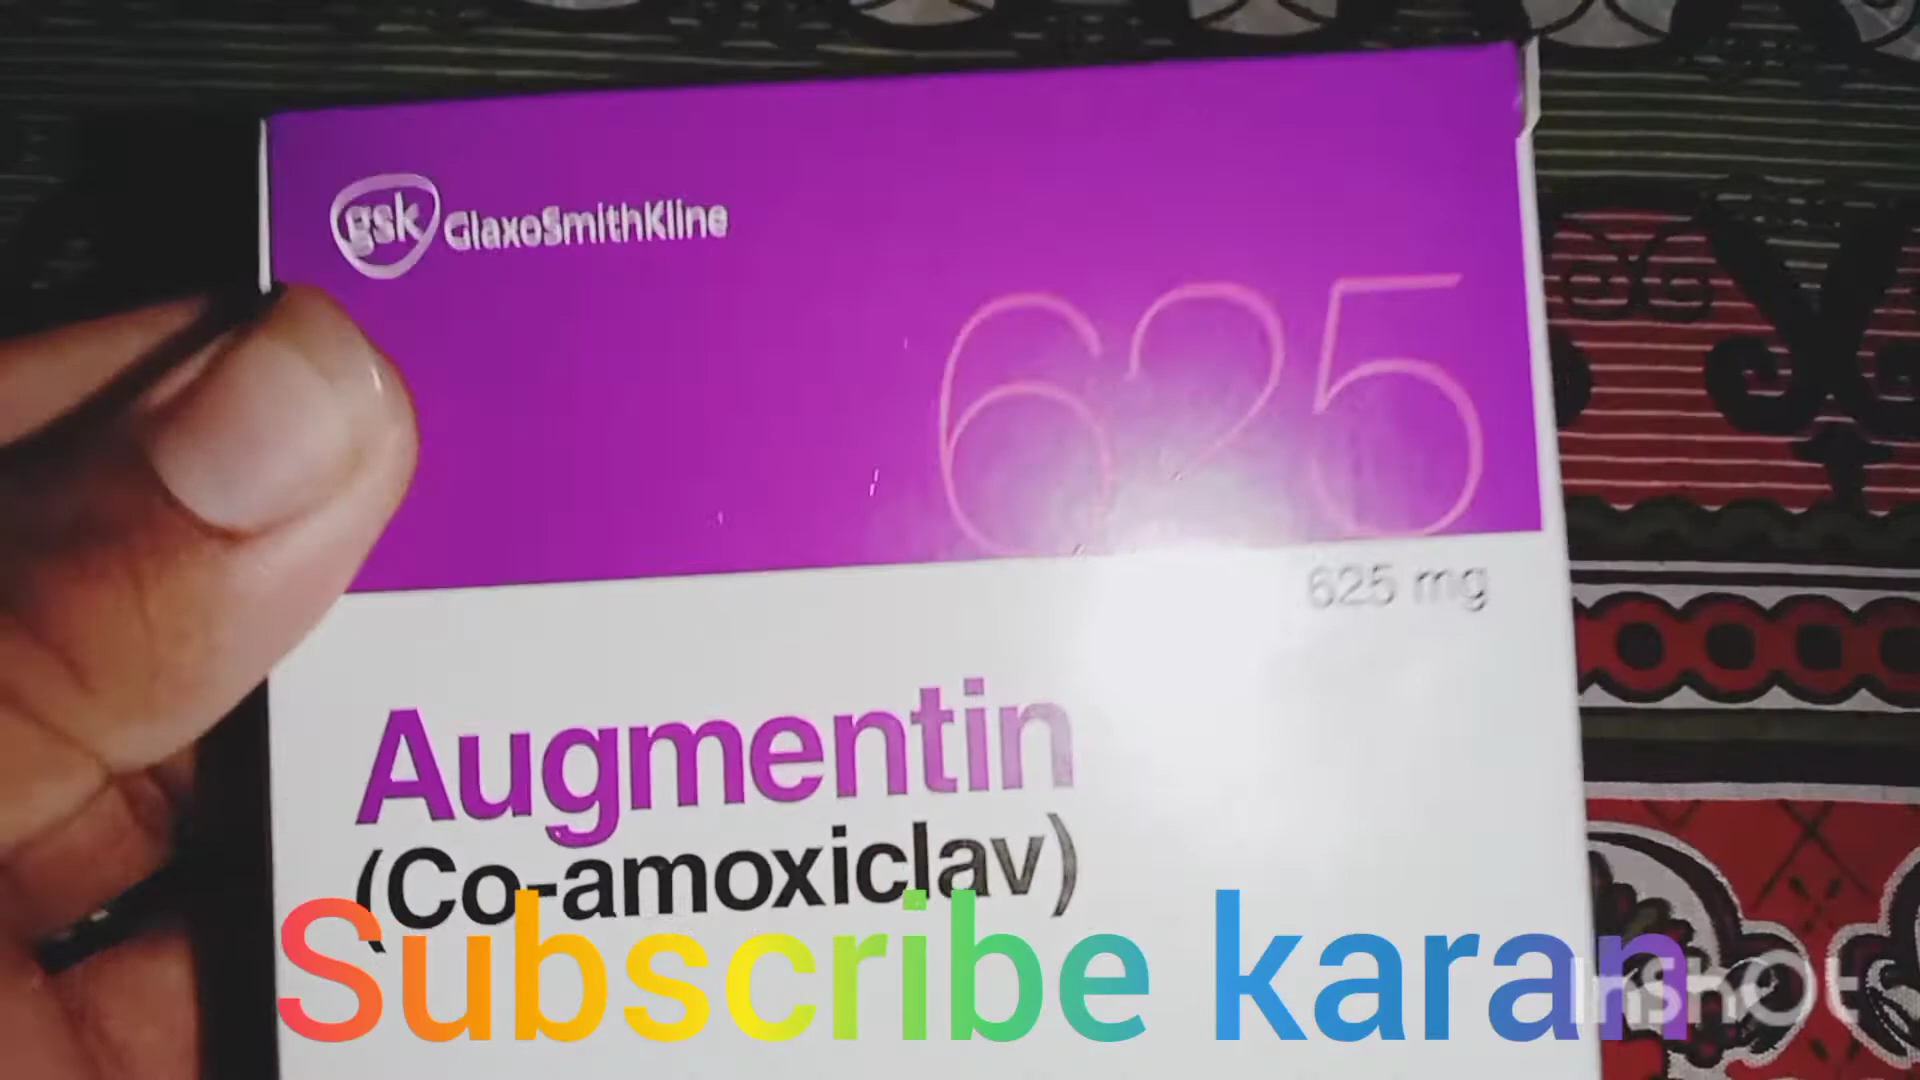 gsk GlaxoSmithKline
625
625 mg
Augmentin
(Co-amoxiclav)
Subscribe karan
InShOt